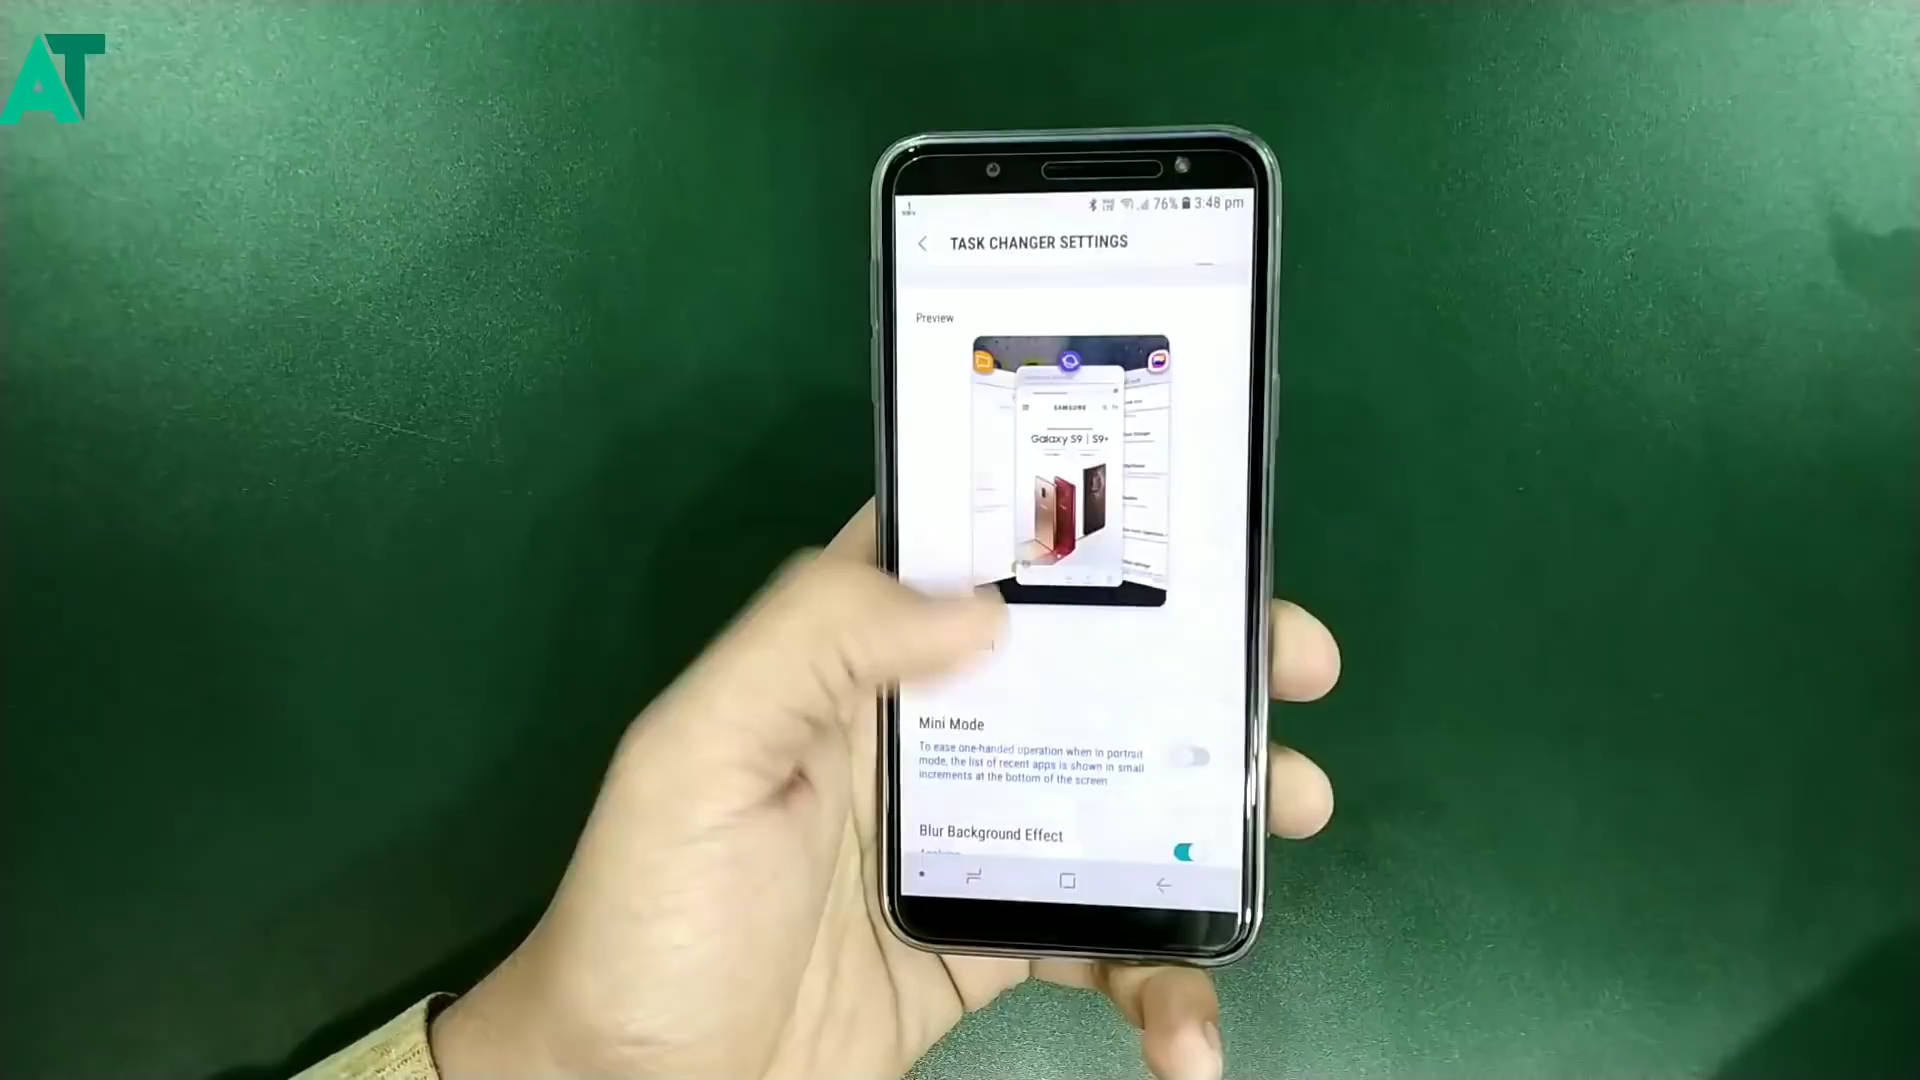 AT
76% 3:48 pm
TASK CHANGER SETTINGS
Preview
SAMSUNG
Galaxy S9 | S9+
Mini Mode
To ease one-handed operation when in portrait
mode, the list of recent apps is shown in small
increments at the bottom of the screen
Blur Background Effect